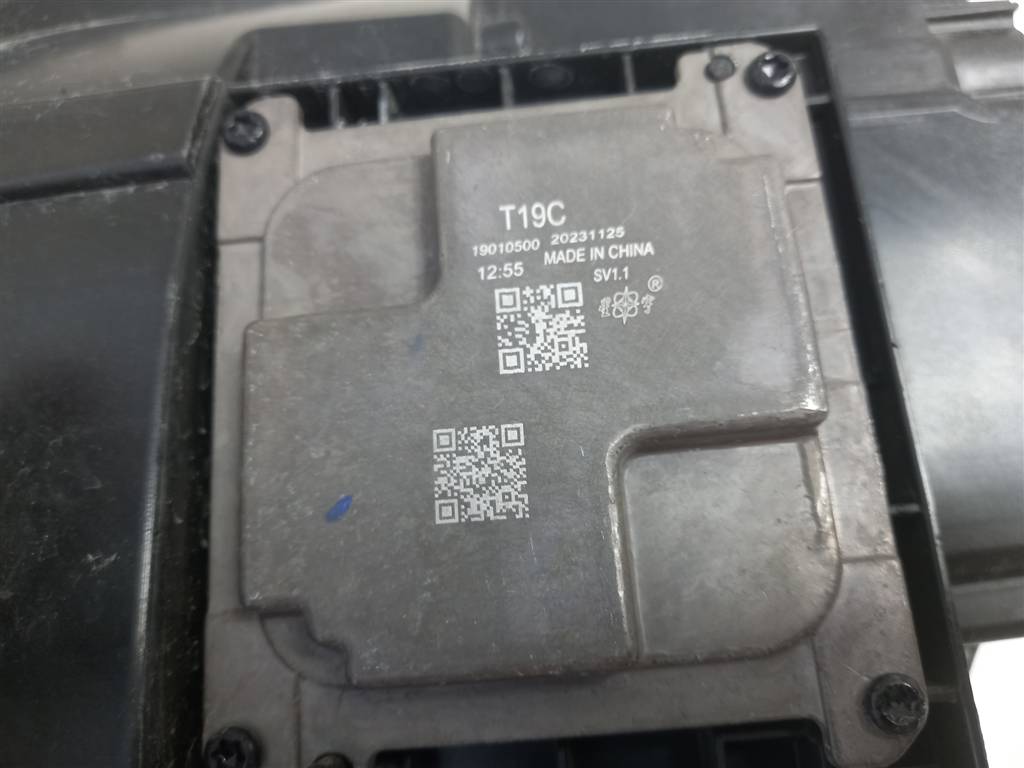 T19C
19010500 20231125
12:55 MADE IN CHINA
SV1.1
®